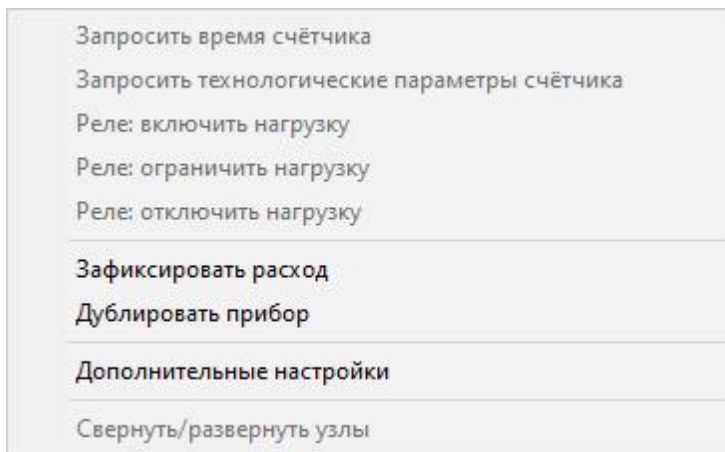 Запросить время счётчика
Запросить технологические параметры счётчика
Реле: включить нагрузку
Реле: ограничить нагрузку
Реле: отключить нагрузку
Зафиксировать расход
Дублировать прибор
Дополнительные настройки
Свернуть/развернуть узлы